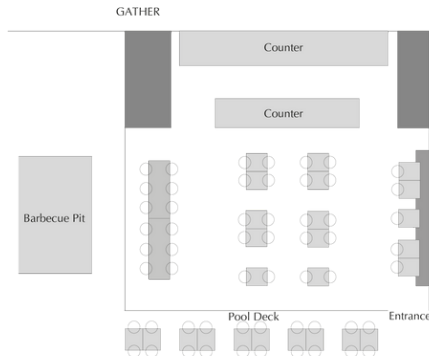 GATHER
Counter
Counter
Barbecue Pit
Pool Deck
Entrance